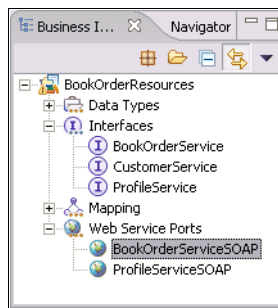 Business I...
Navigator
BookOrderResources
Data Types
Interfaces
BookOrderService
CustomerService
ProfileService
Mapping
Web Service Ports
BookOrderServiceSOAP
ProfileServiceSOAP